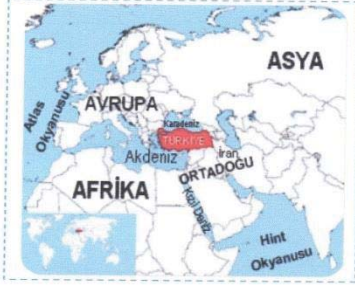 ASYA
AVRUPA
Atlas
Okyanusu
Karadeniz
TÜRKİYE
Akdeniz
İran
ORTADOĞU
AFRİKA
Kızıl Deniz
Hint
Okyanusu